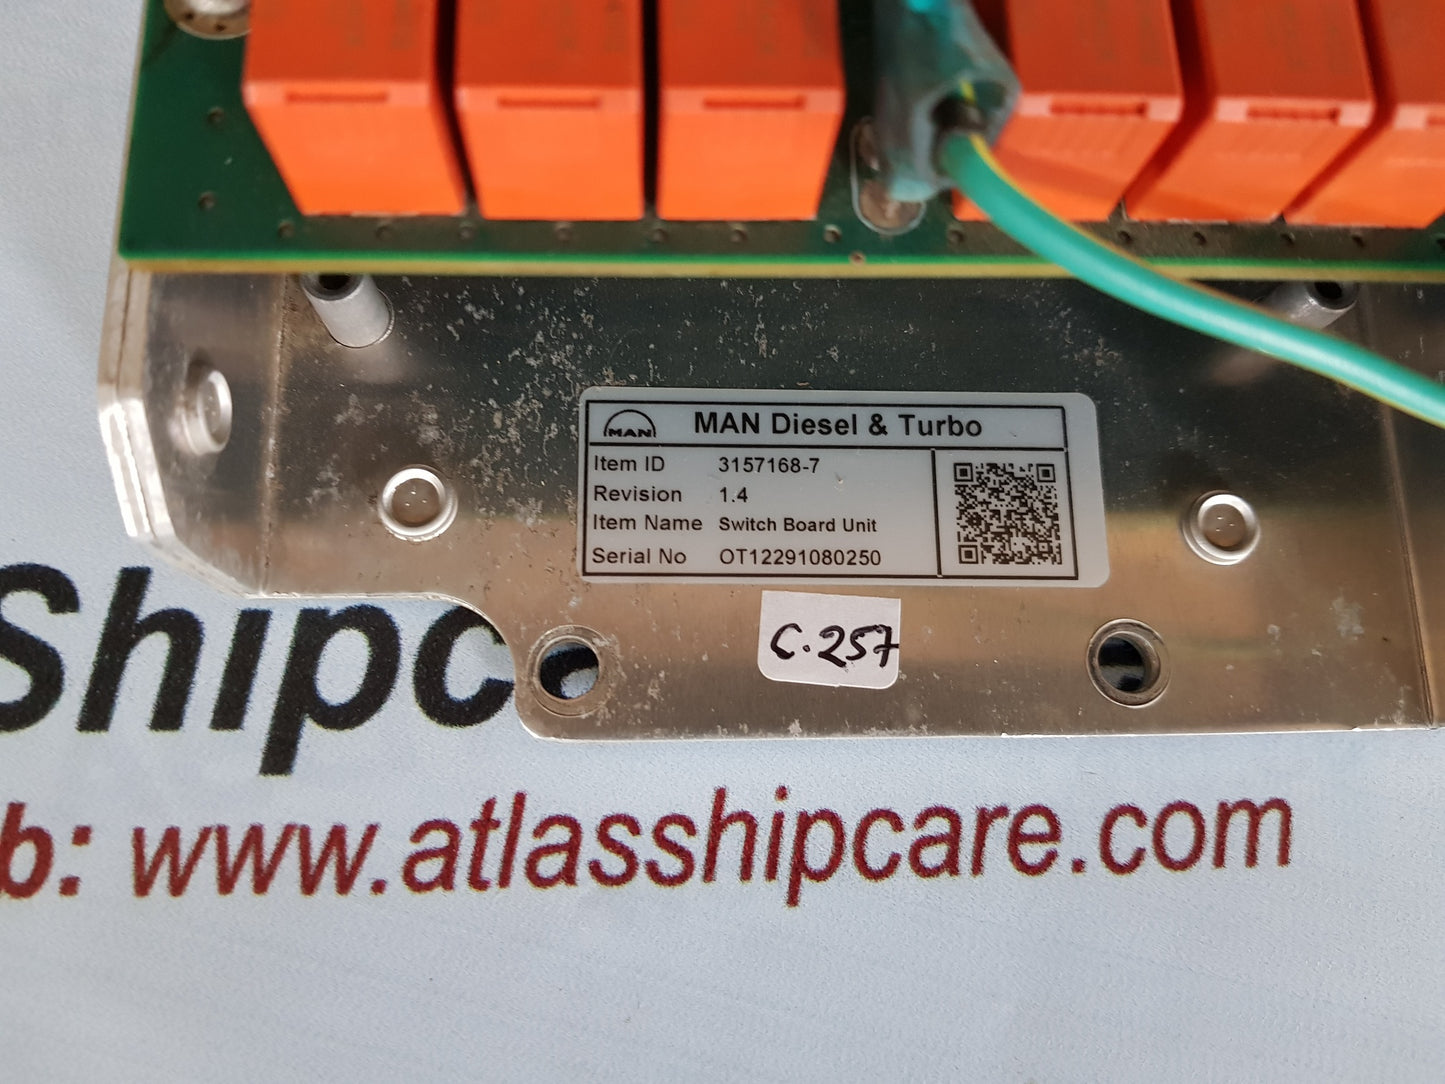 MAN
MAN Diesel & Turbo
Item ID 3157168-7
Revision 1.4
Item Name Switch Board Unit
Serial No OT12291080250
C.257
Shipc
b: www.atlasshipcare.com